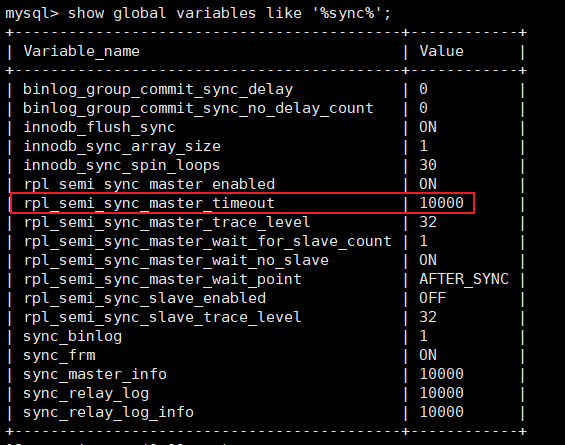 mysql> show global variables like '%sync%';
+-------------------------------------------+------------+
| Variable_name                             | Value      |
+-------------------------------------------+------------+
| binlog_group_commit_sync_delay            | 0          |
| binlog_group_commit_sync_no_delay_count   | 0          |
| innodb_flush_sync                         | ON         |
| innodb_sync_array_size                    | 1          |
| innodb_sync_spin_loops                    | 30         |
| rpl_semi_sync_master_enabled              | ON         |
| rpl_semi_sync_master_timeout              | 10000      |
| rpl_semi_sync_master_trace_level          | 32         |
| rpl_semi_sync_master_wait_for_slave_count | 1          |
| rpl_semi_sync_master_wait_no_slave        | ON         |
| rpl_semi_sync_master_wait_point           | AFTER_SYNC |
| rpl_semi_sync_slave_enabled               | OFF        |
| rpl_semi_sync_slave_trace_level           | 32         |
| sync_binlog                               | 1          |
| sync_frm                                  | ON         |
| sync_master_info                          | 10000      |
| sync_relay_log                            | 10000      |
| sync_relay_log_info                       | 10000      |
+-------------------------------------------+------------+